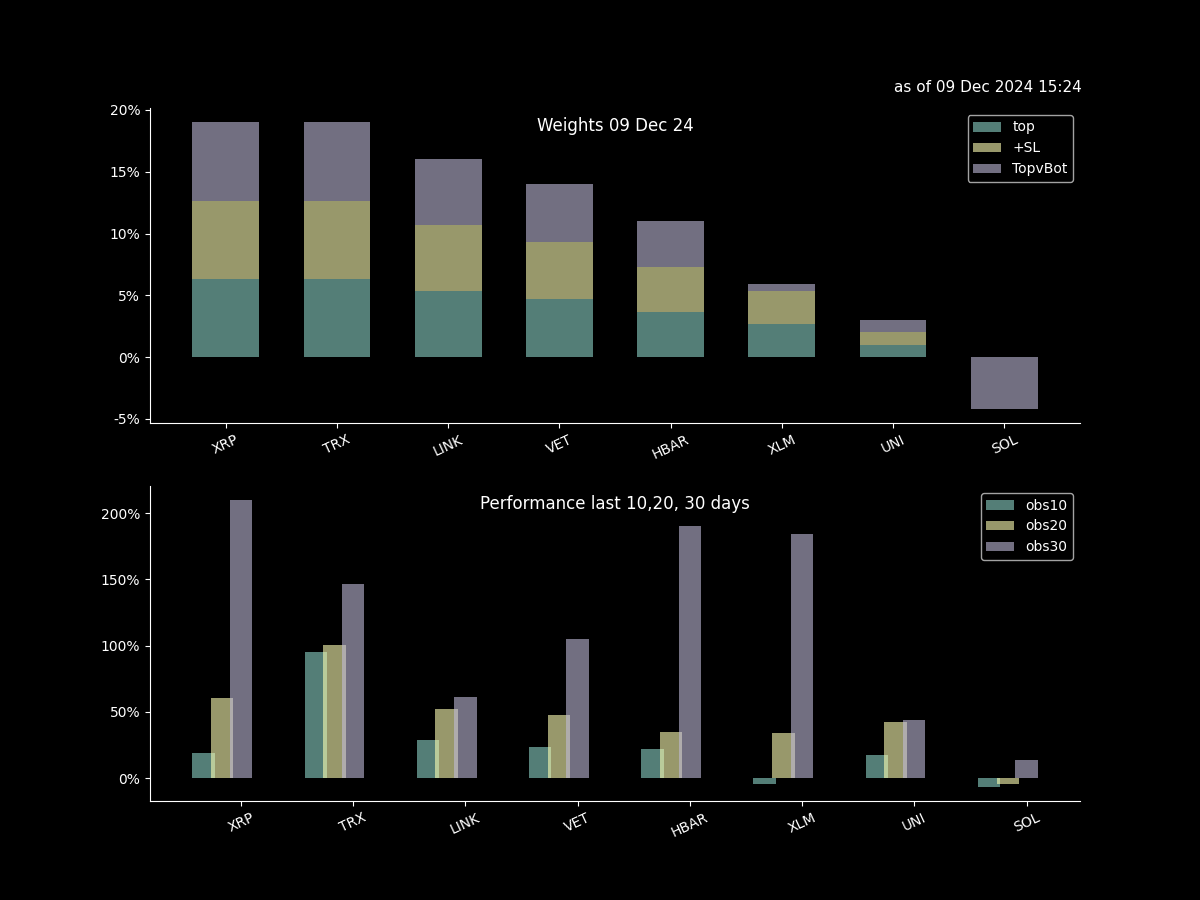 as of 09 Dec 2024 15:24
Weights 09 Dec 24
top
+SL
TopvBot
20%
15%
10%
5%
0%
-5%
XRP TRX LINK VET HBAR XLM UNI SOL
Performance last 10,20, 30 days
obs10
obs20
obs30
200%
150%
100%
50%
0%
XRP TRX LINK VET HBAR XLM UNI SOL